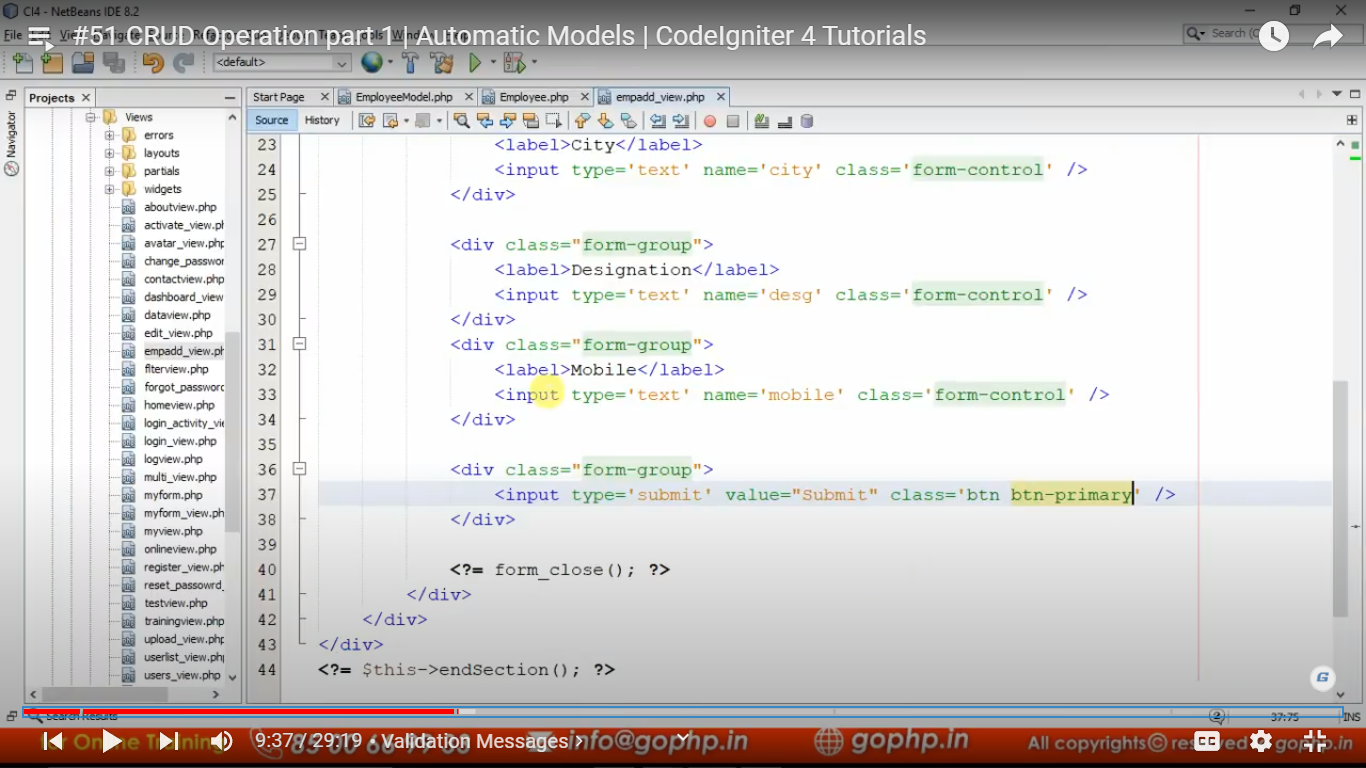 CI4 - NetBeans IDE 8.2
#51 CRUD Operation part 1 | Automatic Models | CodeIgniter 4 Tutorials
File
<default>
Projects
Start Page
EmployeeModel.php
Employee.php
empadd_view.php
Navigator
Source
History
Views
errors
layouts
partials
widgets
aboutview.php
activate_view.ph
avatar_view.php
change_passwor
contactview.php
dashboard_view
dataview.php
edit_view.php
empadd_view.ph
flterview.php
forgot_password
homeview.php
login_activity_vie
login_view.php
logview.php
multi_view.php
myform.php
myform_view.ph
myview.php
onlineview.php
register_view.ph
reset_passowrd_
testview.php
trainingview.php
upload_view.php
userlist_view.ph
users_view.php
23 <label>City</label>
24 <input type='text' name='city' class='form-control' />
25 </div>
26
27 <div class="form-group">
28 <label>Designation</label>
29 <input type='text' name='desg' class='form-control' />
30 </div>
31 <div class="form-group">
32 <label>Mobile</label>
33 <input type='text' name='mobile' class='form-control' />
34 </div>
35
36 <div class="form-group">
37 <input type='submit' value="Submit" class='btn btn-primary' />
38 </div>
39
40 <?= form_close(); ?>
41 </div>
42 </div>
43 </div>
44 <?= $this->endSection(); ?>
Search Results
37:75
INS
for Online Training
9:37 / 29:19 • Validation Messages
info@gophp.in
gophp.in
All copyrights© reserved @ gophp.in
CC